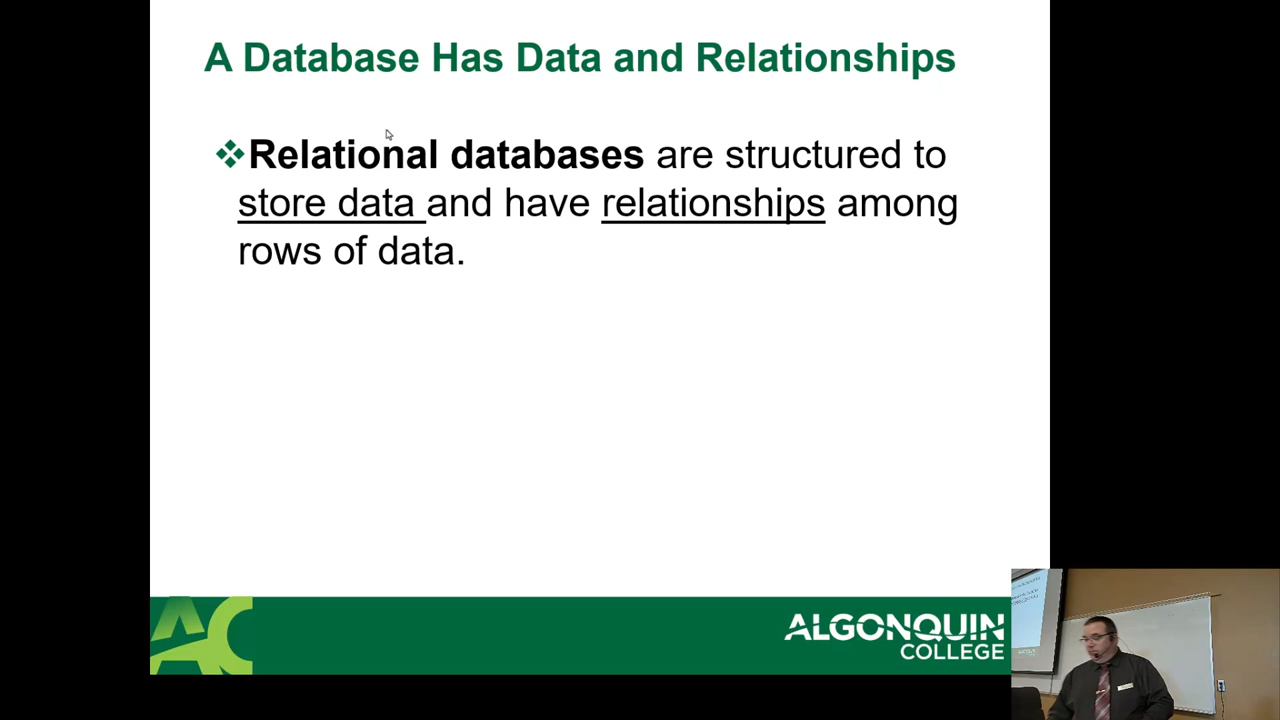 A Database Has Data and Relationships
❖Relational databases are structured to
store data and have relationships among
rows of data.
AC
ALGONQUIN
COLLEGE